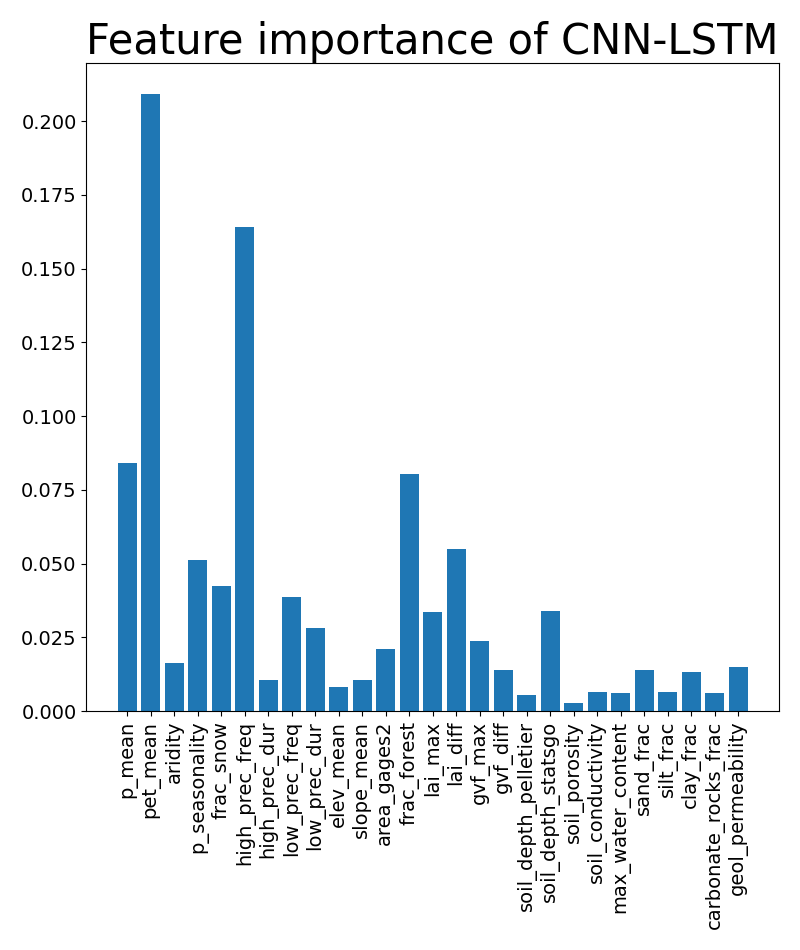 Feature importance of CNN-LSTM
0.200
0.175
0.150
0.125
0.100
0.075
0.050
0.025
0.000
p_mean
pet_mean
aridity
p_seasonality
frac_snow
high_prec_freq
high_prec_dur
low_prec_freq
low_prec_dur
elev_mean
slope_mean
area_gages2
frac_forest
lai_max
lai_diff
gvf_max
gvf_diff
soil_depth_pelletier
soil_depth_statsgo
soil_porosity
soil_conductivity
max_water_content
sand_frac
silt_frac
clay_frac
carbonate_rocks_frac
geol_permeability